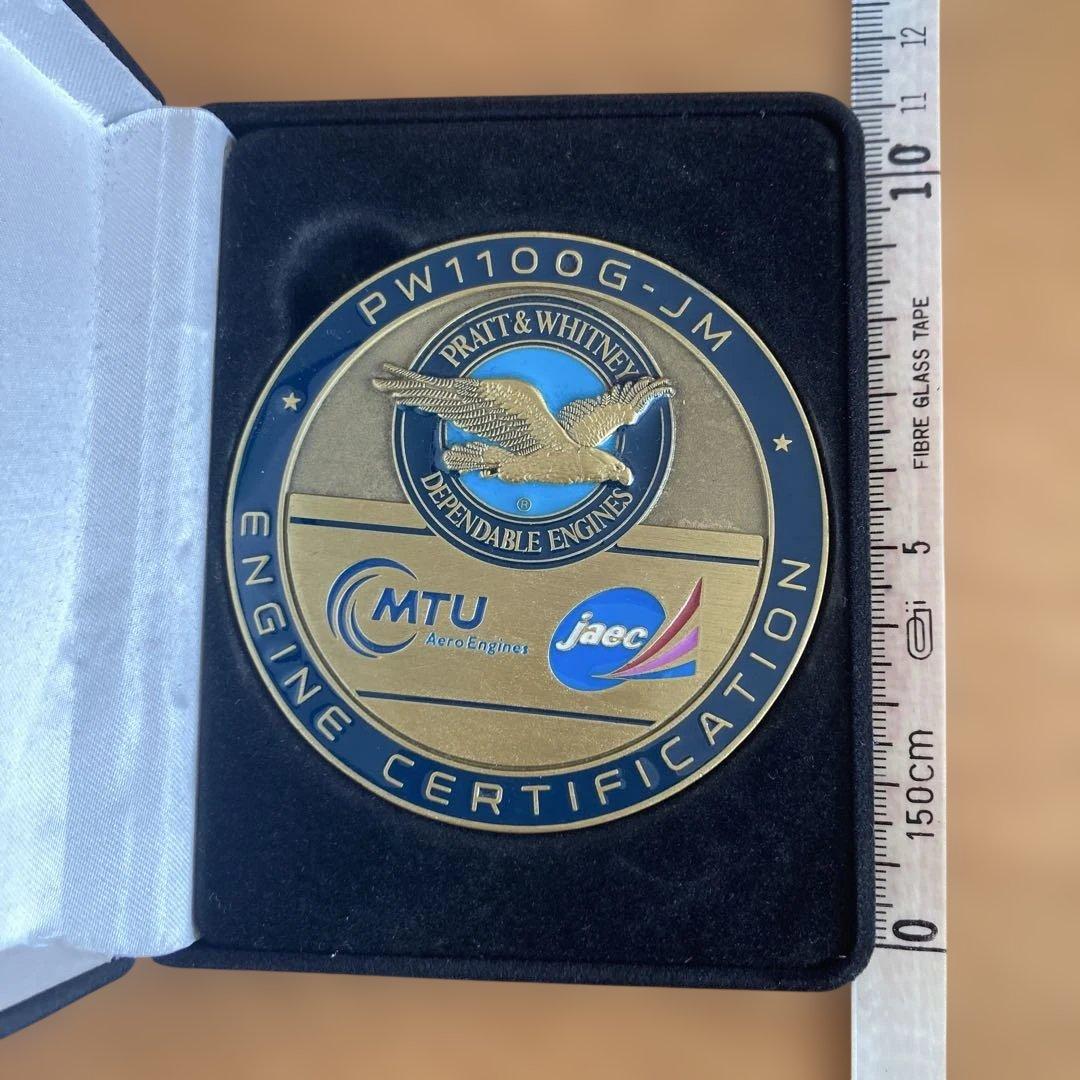 PW1100G-JM
PRATT & WHITNEY
DEPENDABLE ENGINES
®
MTU
Aero Engines
jaec
ENGINE CERTIFICATION
12
11
10
FIBRE GLASS TAPE
5
150cm
0